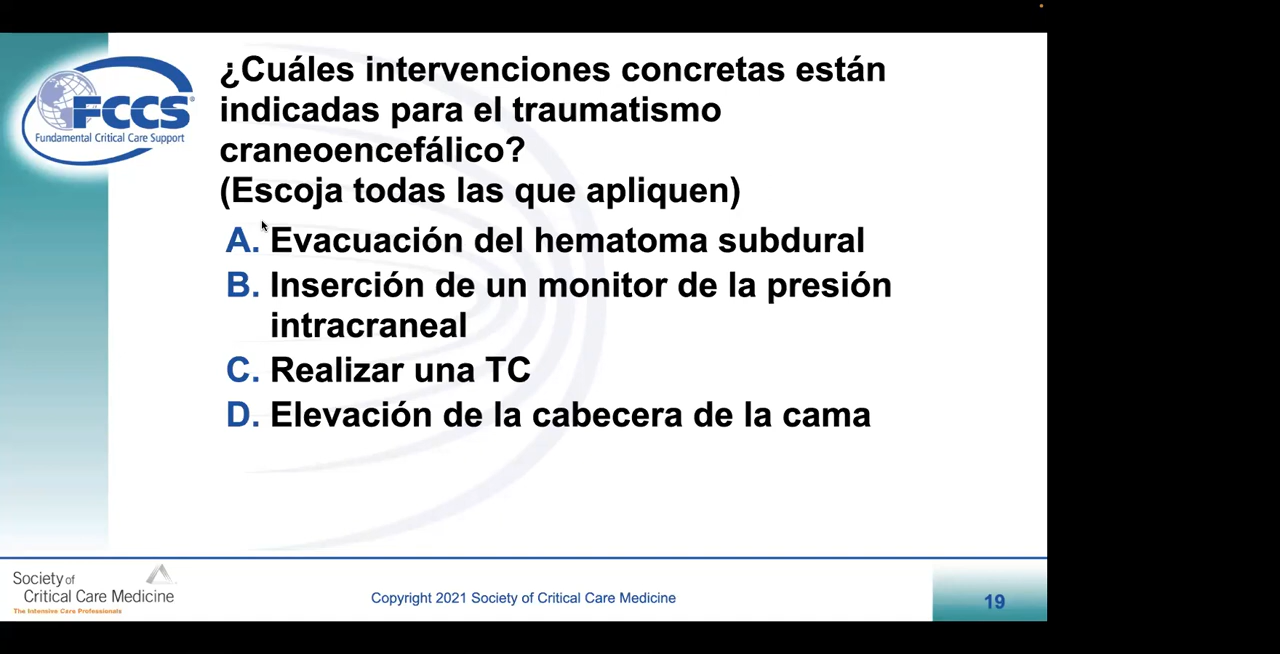 ¿Cuáles intervenciones concretas están
indicadas para el traumatismo
craneoencefálico?
(Escoja todas las que apliquen)
A. Evacuación del hematoma subdural
B. Inserción de un monitor de la presión
intracraneal
C. Realizar una TC
D. Elevación de la cabecera de la cama
FCCS®
Fundamental Critical Care Support
Society of
Critical Care Medicine
The Intensive Care Professionals
Copyright 2021 Society of Critical Care Medicine
19